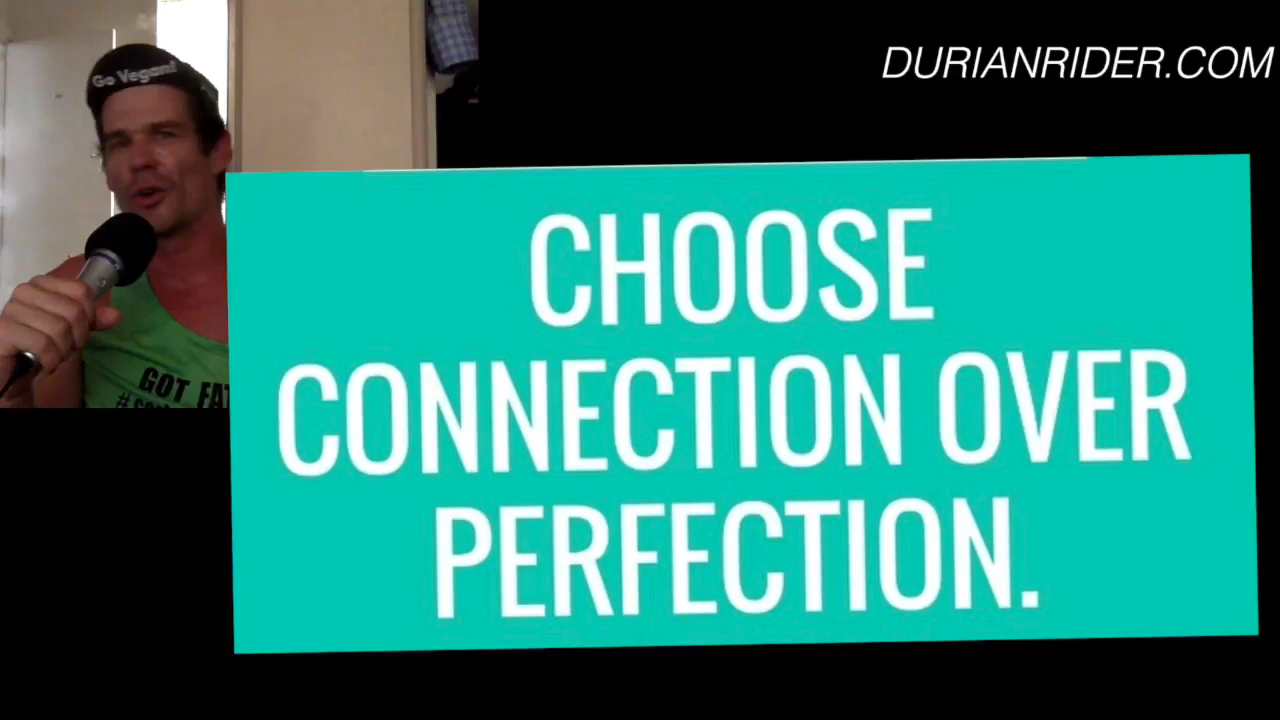 Go Vegan!
DURIANRIDER.COM
CHOOSE
CONNECTION OVER
PERFECTION.
GOT FAT